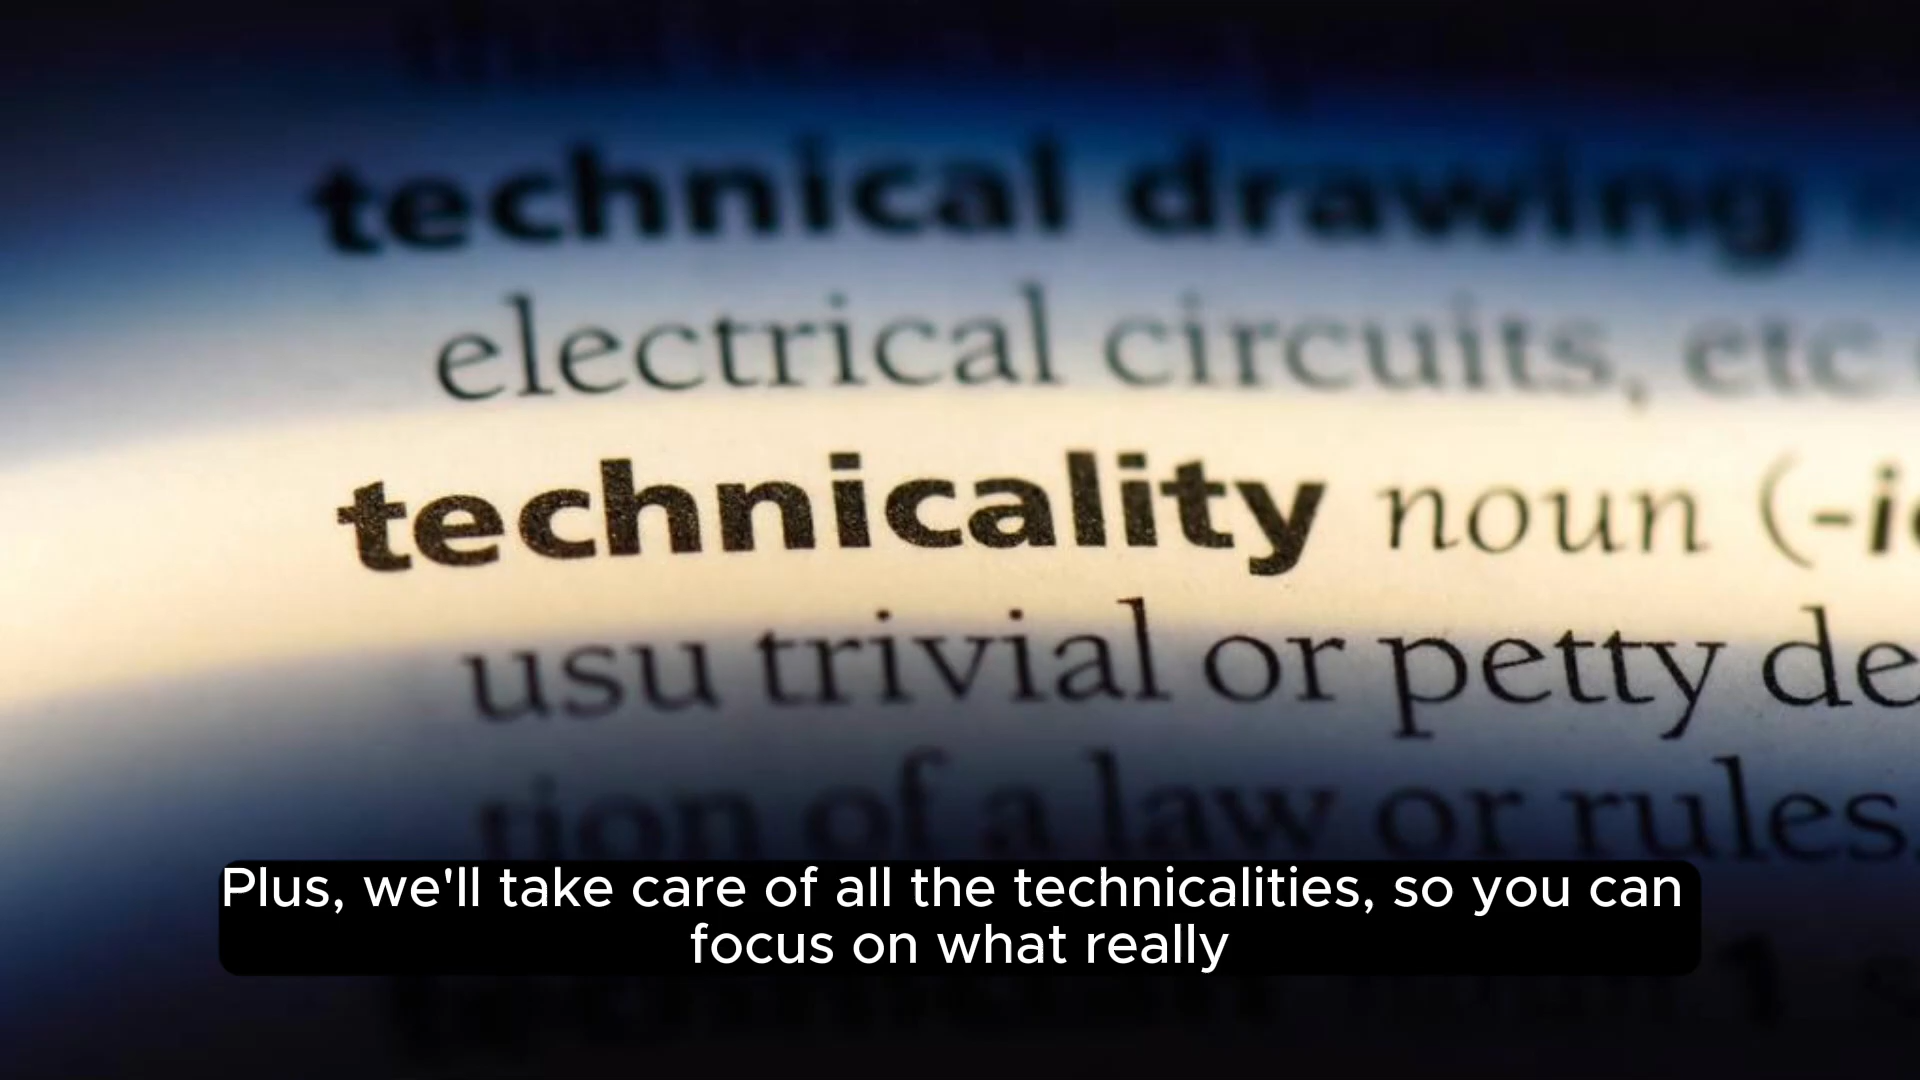 technical drawing
electrical circuits, etc
technicality noun (-i
usu trivial or petty de
tion of a law or rules.
Plus, we'll take care of all the technicalities, so you can
focus on what really